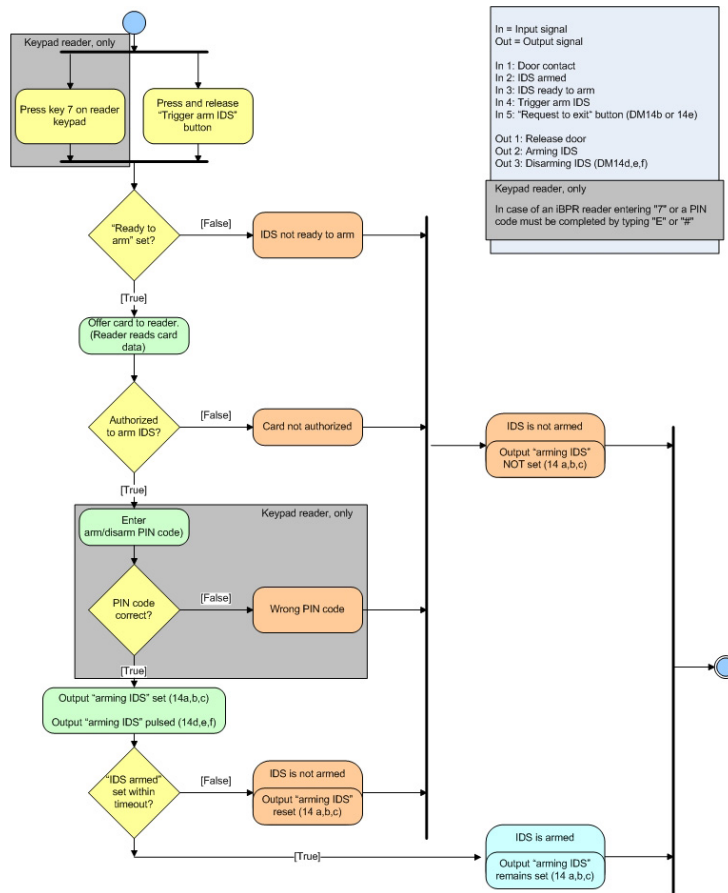 Keypad reader, only
Press key 7 on reader
keypad
Press and release
“Trigger arm IDS”
button
In = Input signal
Out = Output signal
In 1: Door contact
In 2: IDS armed
In 3: IDS ready to arm
In 4: Trigger arm IDS
In 5: "Request to exit" button (DM14b or 14e)
Out 1: Release door
Out 2: Arming IDS
Out 3: Disarming IDS (DM14d,e,f)
Keypad reader, only
In case of an iBPR reader entering "7" or a PIN
code must be completed by typing "E" or "#"
“Ready to
arm” set?
[False]
IDS not ready to arm
[True]
Offer card to reader.
(Reader reads card
data)
Authorized
to arm IDS?
[False]
Card not authorized
IDS is not armed
Output “arming IDS”
NOT set (14 a,b,c)
[True]
Keypad reader, only
Enter
arm/disarm PIN code)
PIN code
correct?
[False]
Wrong PIN code
[True]
Output “arming IDS” set (14a,b,c)
Output “arming IDS” pulsed (14d,e,f)
“IDS armed”
set within
timeout?
[False]
IDS is not armed
Output “arming IDS”
reset (14 a,b,c)
[True]
IDS is armed
Output “arming IDS”
remains set (14 a,b,c)